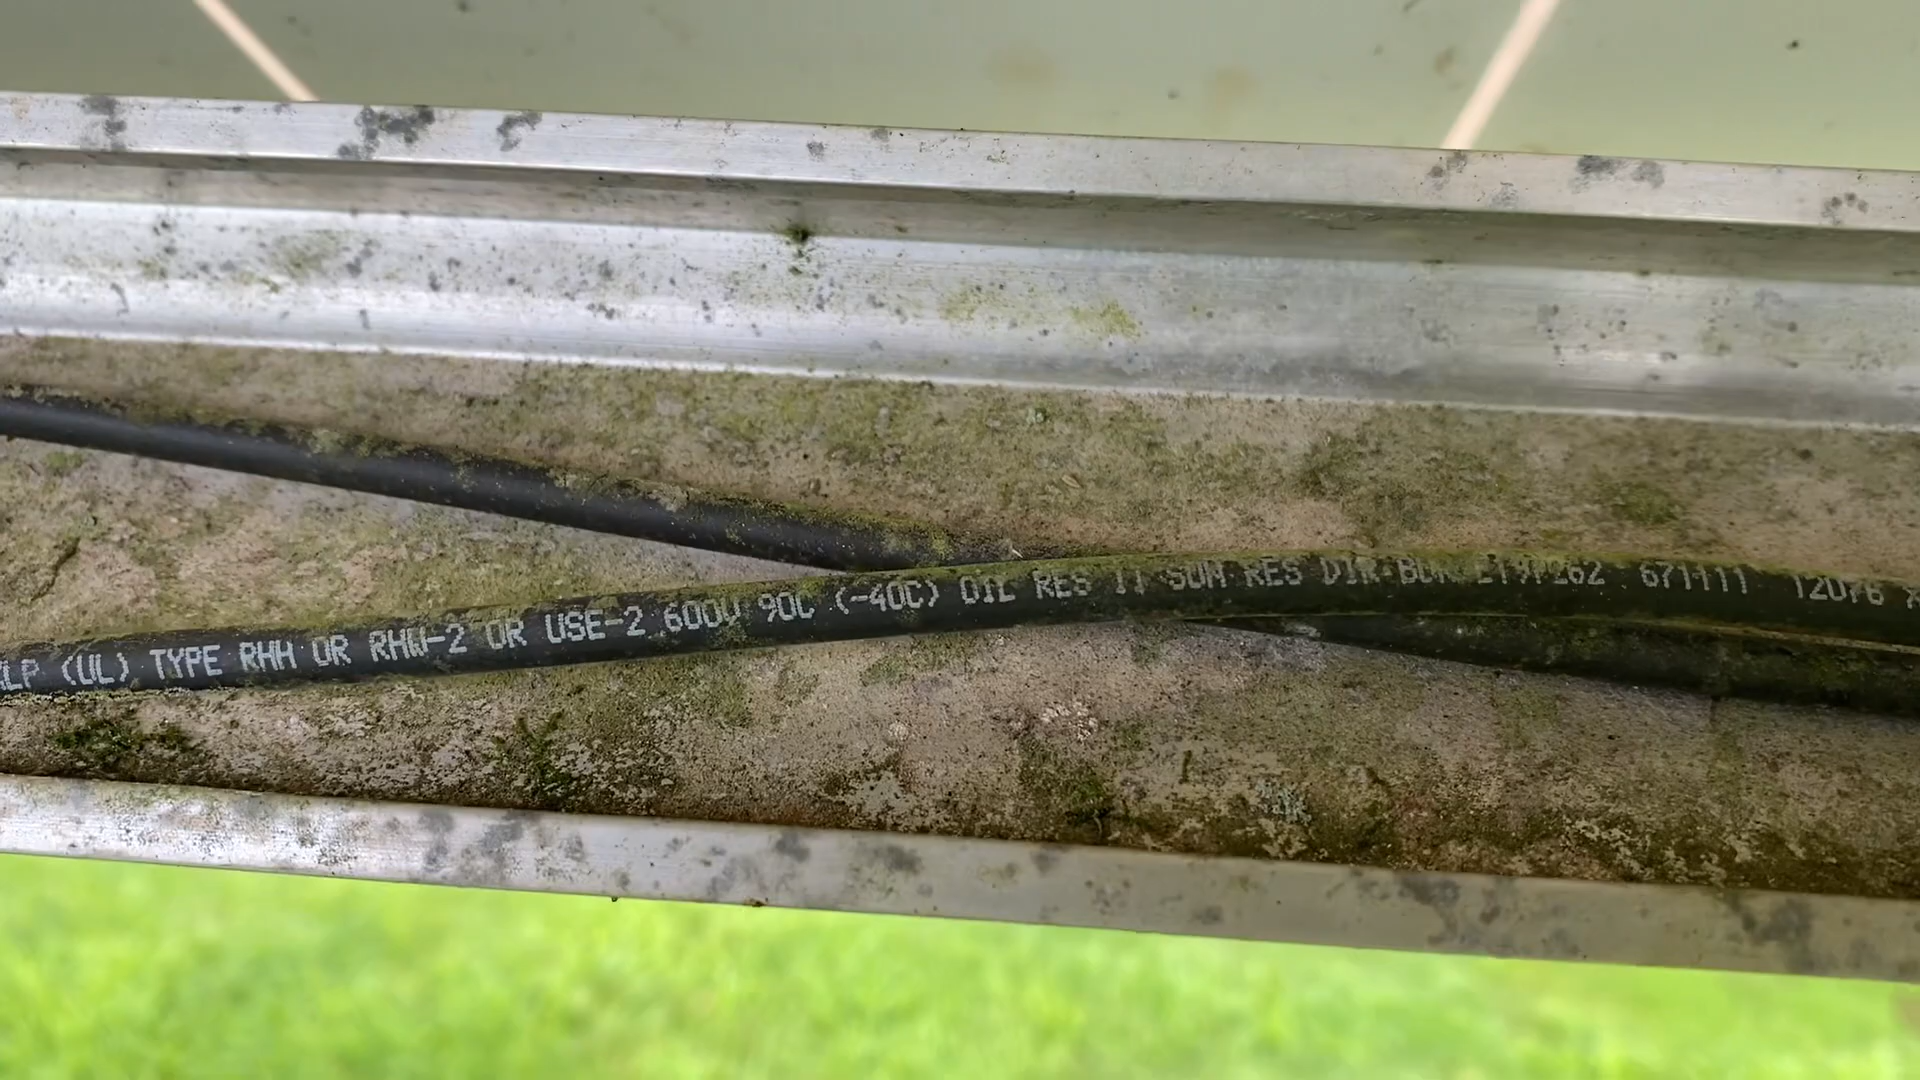 XLP (UL) TYPE RHH OR RHW-2 OR USE-2 600V 90C (-40C) OIL RES II SUN RES DIR BUR